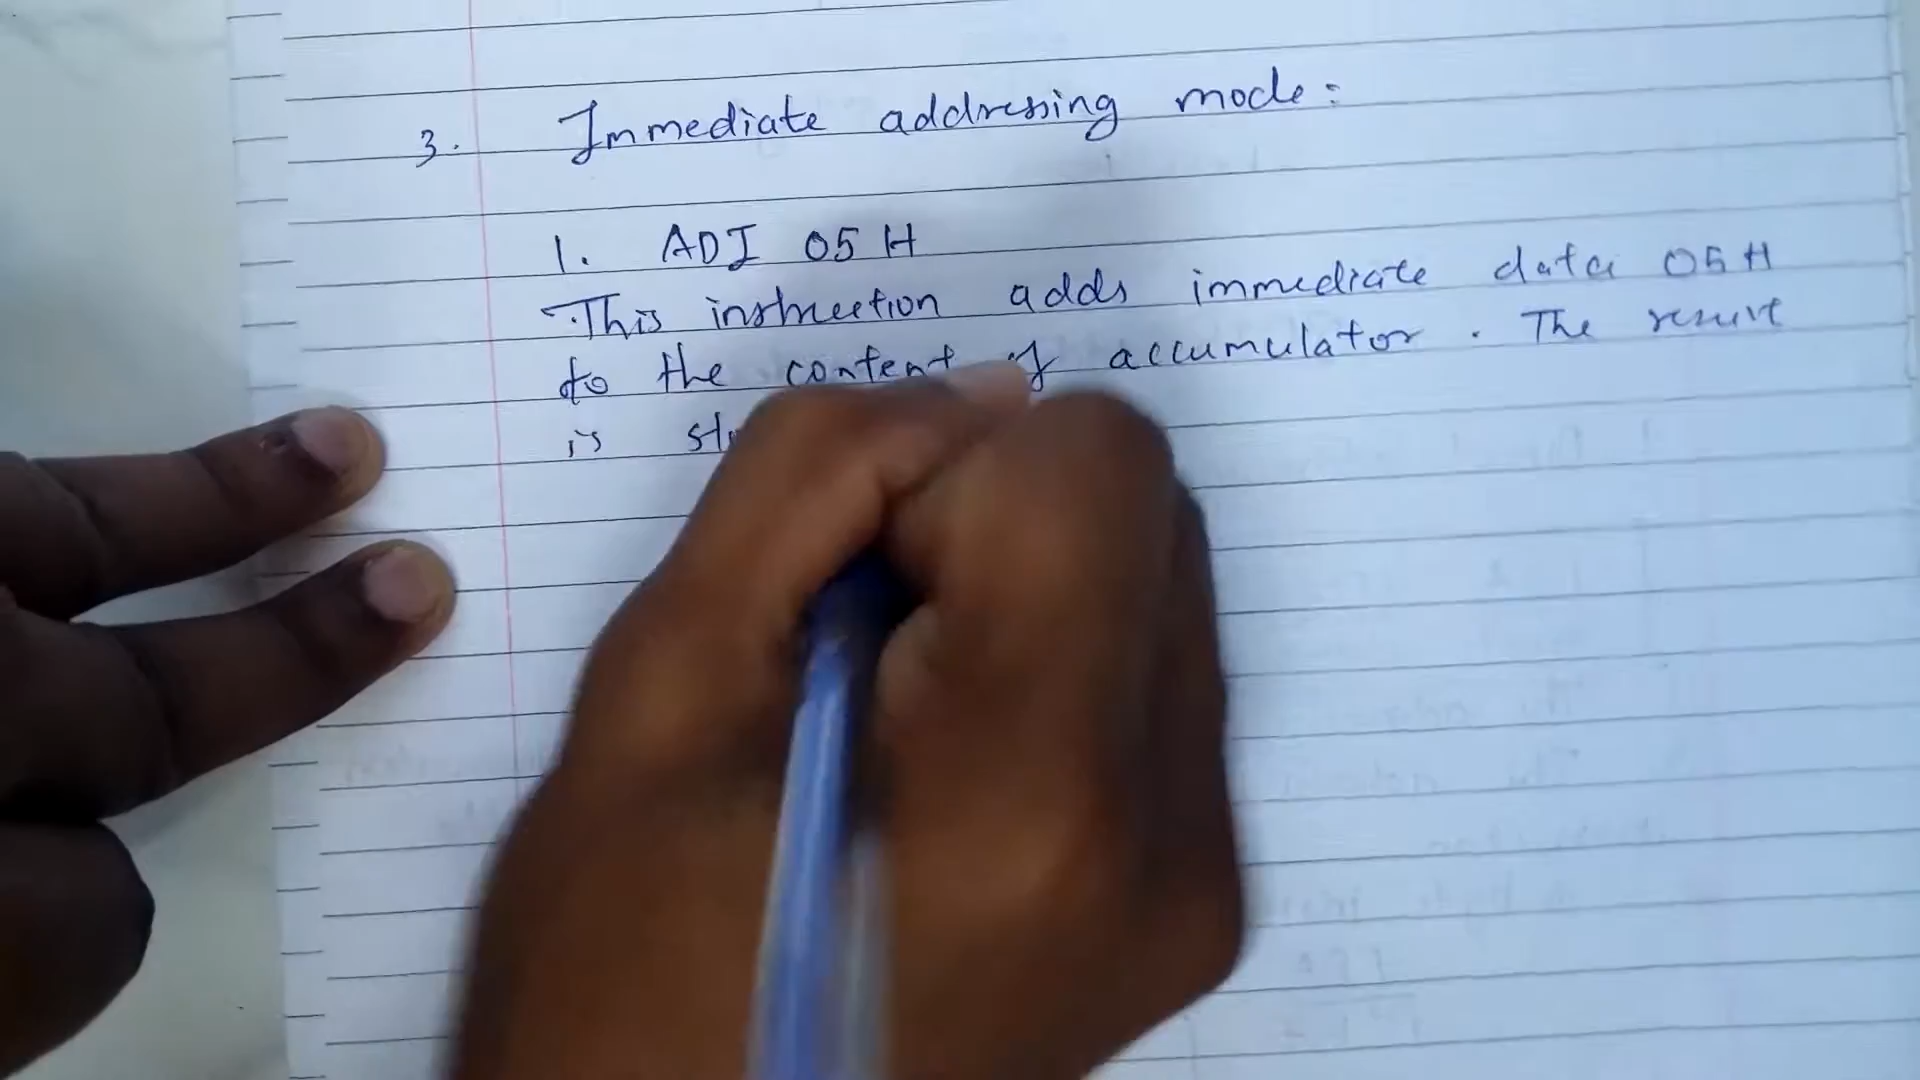 3. Immediate addressing mode:
1. ADI 05 H
This instruction adds immediate data 05 H
to the content of accumulator. The result
is